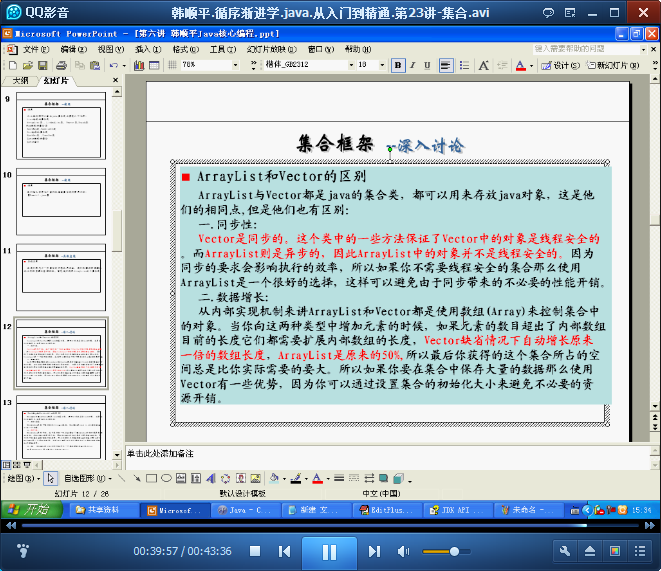 QQ影音
韩顺平.循序渐进学.java.从入门到精通.第23讲-集合.avi
Microsoft PowerPoint - [第六讲 韩顺平Java核心编程.ppt]
文件(F) 编辑(E) 视图(V) 插入(I) 格式(O) 工具(T) 幻灯片放映(D) 窗口(W) 帮助(H) 键入需要帮助的问题
78% 楷体_GB2312 18 B I U S A A 设计(S) 新幻灯片(N)
大纲 幻灯片
9
10
11
12
13
集合框架 --深入讨论
ArrayList和Vector的区别
ArrayList与Vector都是java的集合类，都可以用来存放java对象，这是他
们的相同点,但是他们也有区别:
一.同步性:
Vector是同步的。这个类中的一些方法保证了Vector中的对象是线程安全的
。而ArrayList则是异步的，因此ArrayList中的对象并不是线程安全的。因为
同步的要求会影响执行的效率，所以如果你不需要线程安全的集合那么使用
ArrayList是一个很好的选择，这样可以避免由于同步带来的不必要的性能开销。
二.数据增长:
从内部实现机制来讲ArrayList和Vector都是使用数组(Array)来控制集合中
的对象。当你向这两种类型中增加元素的时候，如果元素的数目超出了内部数组
目前的长度它们都需要扩展内部数组的长度，Vector缺省情况下自动增长原来
一倍的数组长度，ArrayList是原来的50%,所以最后你获得的这个集合所占的空
间总是比你实际需要的要大。所以如果你要在集合中保存大量的数据那么使用
Vector有一些优势，因为你可以通过设置集合的初始化大小来避免不必要的资
源开销。
单击此处添加备注
绘图(R) 自选图形(U)
幻灯片 12 / 26 默认设计模板 中文(中国)
开始 共享资料 Microsof... Java - C... 新建 文... EditPlus... JDK API ... 未命名 -... 15:34
00:39:57 / 00:43:36